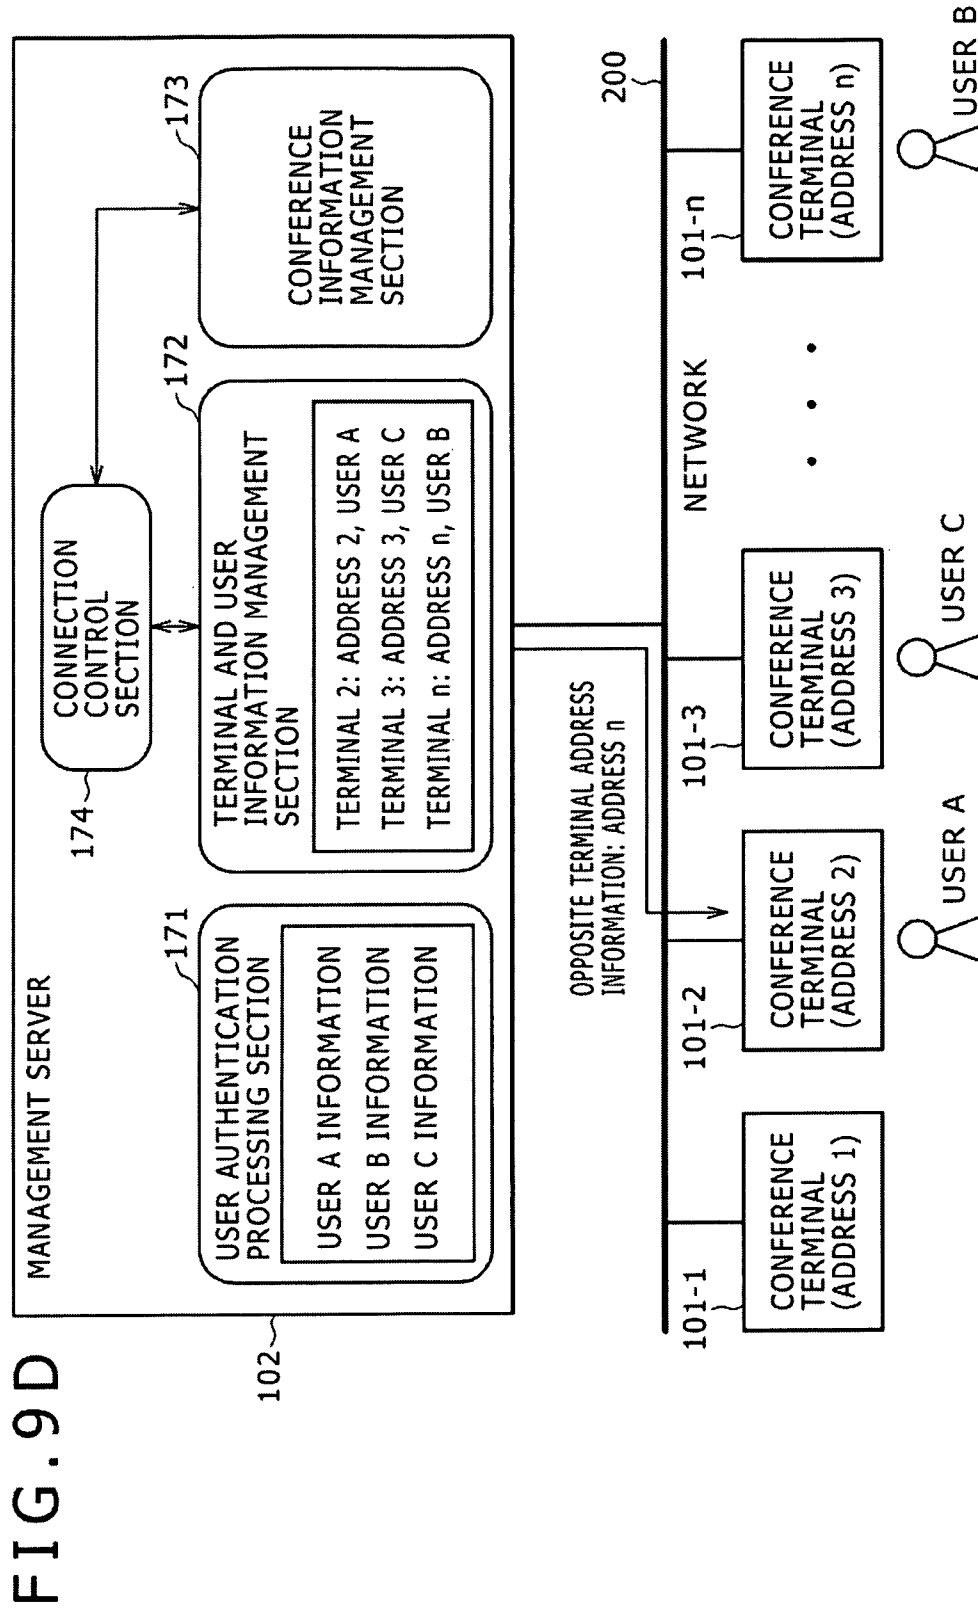 FIG.9D
MANAGEMENT SERVER
102
174
CONNECTION
CONTROL
SECTION
171
USER AUTHENTICATION
PROCESSING SECTION
USER A INFORMATION
USER B INFORMATION
USER C INFORMATION
172
TERMINAL AND USER
INFORMATION MANAGEMENT
SECTION
TERMINAL 2: ADDRESS 2, USER A
TERMINAL 3: ADDRESS 3, USER C
TERMINAL n: ADDRESS n, USER B
173
CONFERENCE
INFORMATION
MANAGEMENT
SECTION
OPPOSITE TERMINAL ADDRESS
INFORMATION: ADDRESS n
200
NETWORK
101-1
CONFERENCE
TERMINAL
(ADDRESS 1)
101-2
CONFERENCE
TERMINAL
(ADDRESS 2)
USER A
101-3
CONFERENCE
TERMINAL
(ADDRESS 3)
USER C
• • •
101-n
CONFERENCE
TERMINAL
(ADDRESS n)
USER B